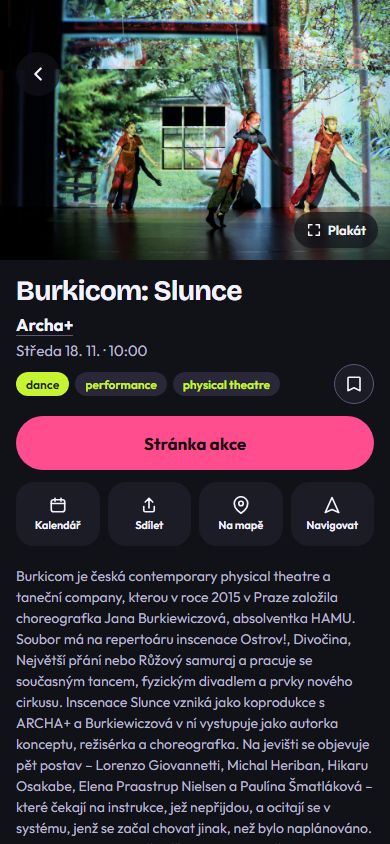 Plakát
Burkicom: Slunce
Archa+
Středa 18. 11. · 10:00
dance performance physical theatre
Stránka akce
Kalendář Sdílet Na mapě Navigovat
Burkicom je česká contemporary physical theatre a
taneční company, kterou v roce 2015 v Praze založila
choreografka Jana Burkiewiczová, absolventka HAMU.
Soubor má na repertoáru inscenace Ostrov!, Divočina,
Největší přání nebo Růžový samuraj a pracuje se
současným tancem, fyzickým divadlem a prvky nového
cirkusu. Inscenace Slunce vzniká jako koprodukce s
ARCHA+ a Burkiewiczová v ní vystupuje jako autorka
konceptu, režisérka a choreografka. Na jevišti se objevuje
pět postav – Lorenzo Giovannetti, Michal Heriban, Hikaru
Osakabe, Elena Praastrup Nielsen a Paulína Šmatláková –
které čekají na instrukce, jež nepřijdou, a ocitají se v
systému, jenž se začal chovat jinak, než bylo naplánováno.